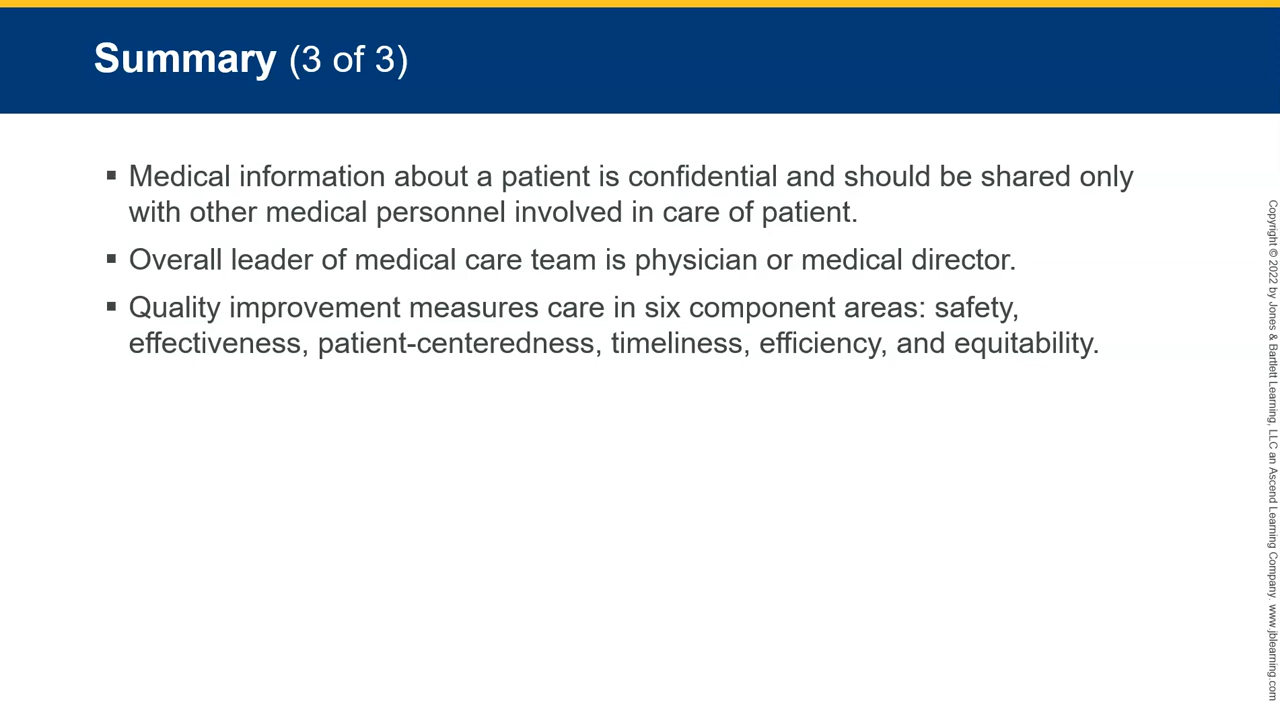 Summary (3 of 3)
▪ Medical information about a patient is confidential and should be shared only
with other medical personnel involved in care of patient.
▪ Overall leader of medical care team is physician or medical director.
▪ Quality improvement measures care in six component areas: safety,
effectiveness, patient-centeredness, timeliness, efficiency, and equitability.
Copyright © 2022 by Jones & Bartlett Learning, LLC an Ascend Learning Company. www.jblearning.com